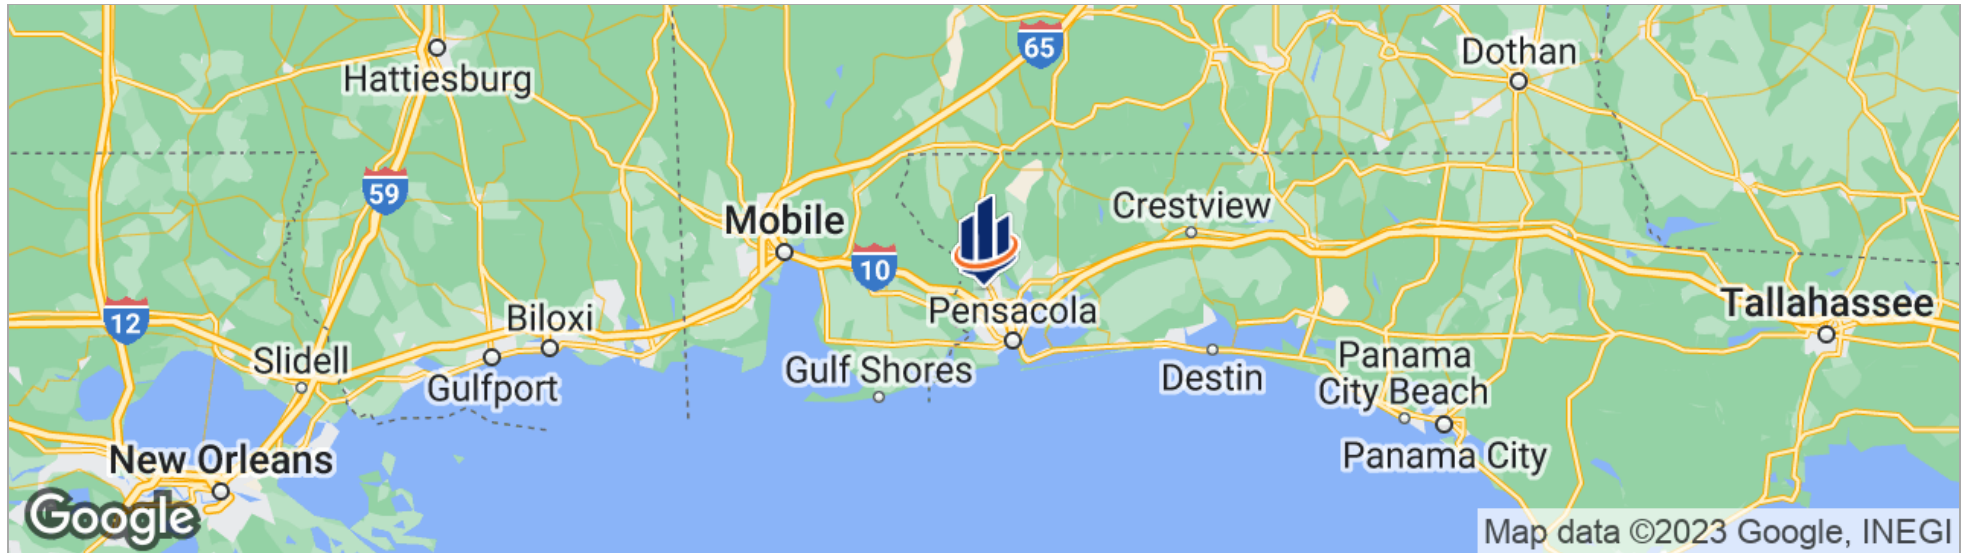 65
Dothan
Hattiesburg
59
Mobile
Crestview
10
12
Biloxi
Pensacola
Tallahassee
Slidell
Gulfport
Gulf Shores
Destin
Panama
City Beach
New Orleans
Panama City
Google
Map data ©2023 Google, INEGI